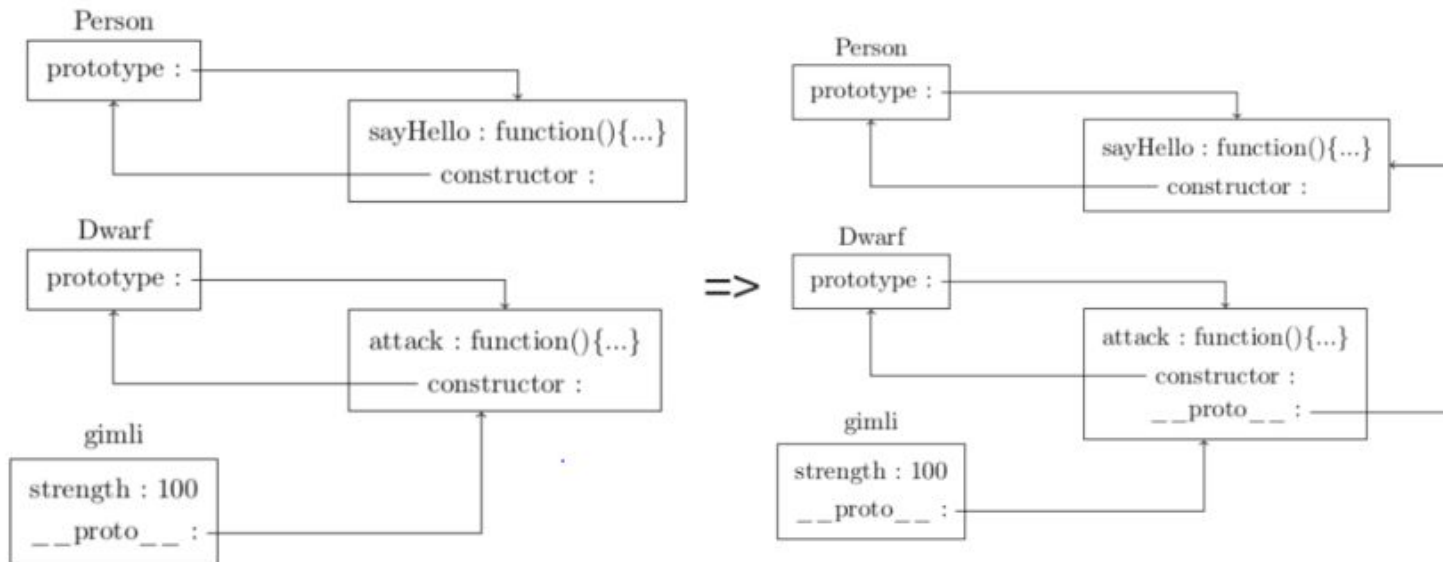 Person
prototype :
sayHello : function(){...}
constructor :
Dwarf
prototype :
attack : function(){...}
constructor :
gimli
strength : 100
__proto__ :
=>
Person
prototype :
sayHello : function(){...}
constructor :
Dwarf
prototype :
attack : function(){...}
constructor :
__proto__ :
gimli
strength : 100
__proto__ :